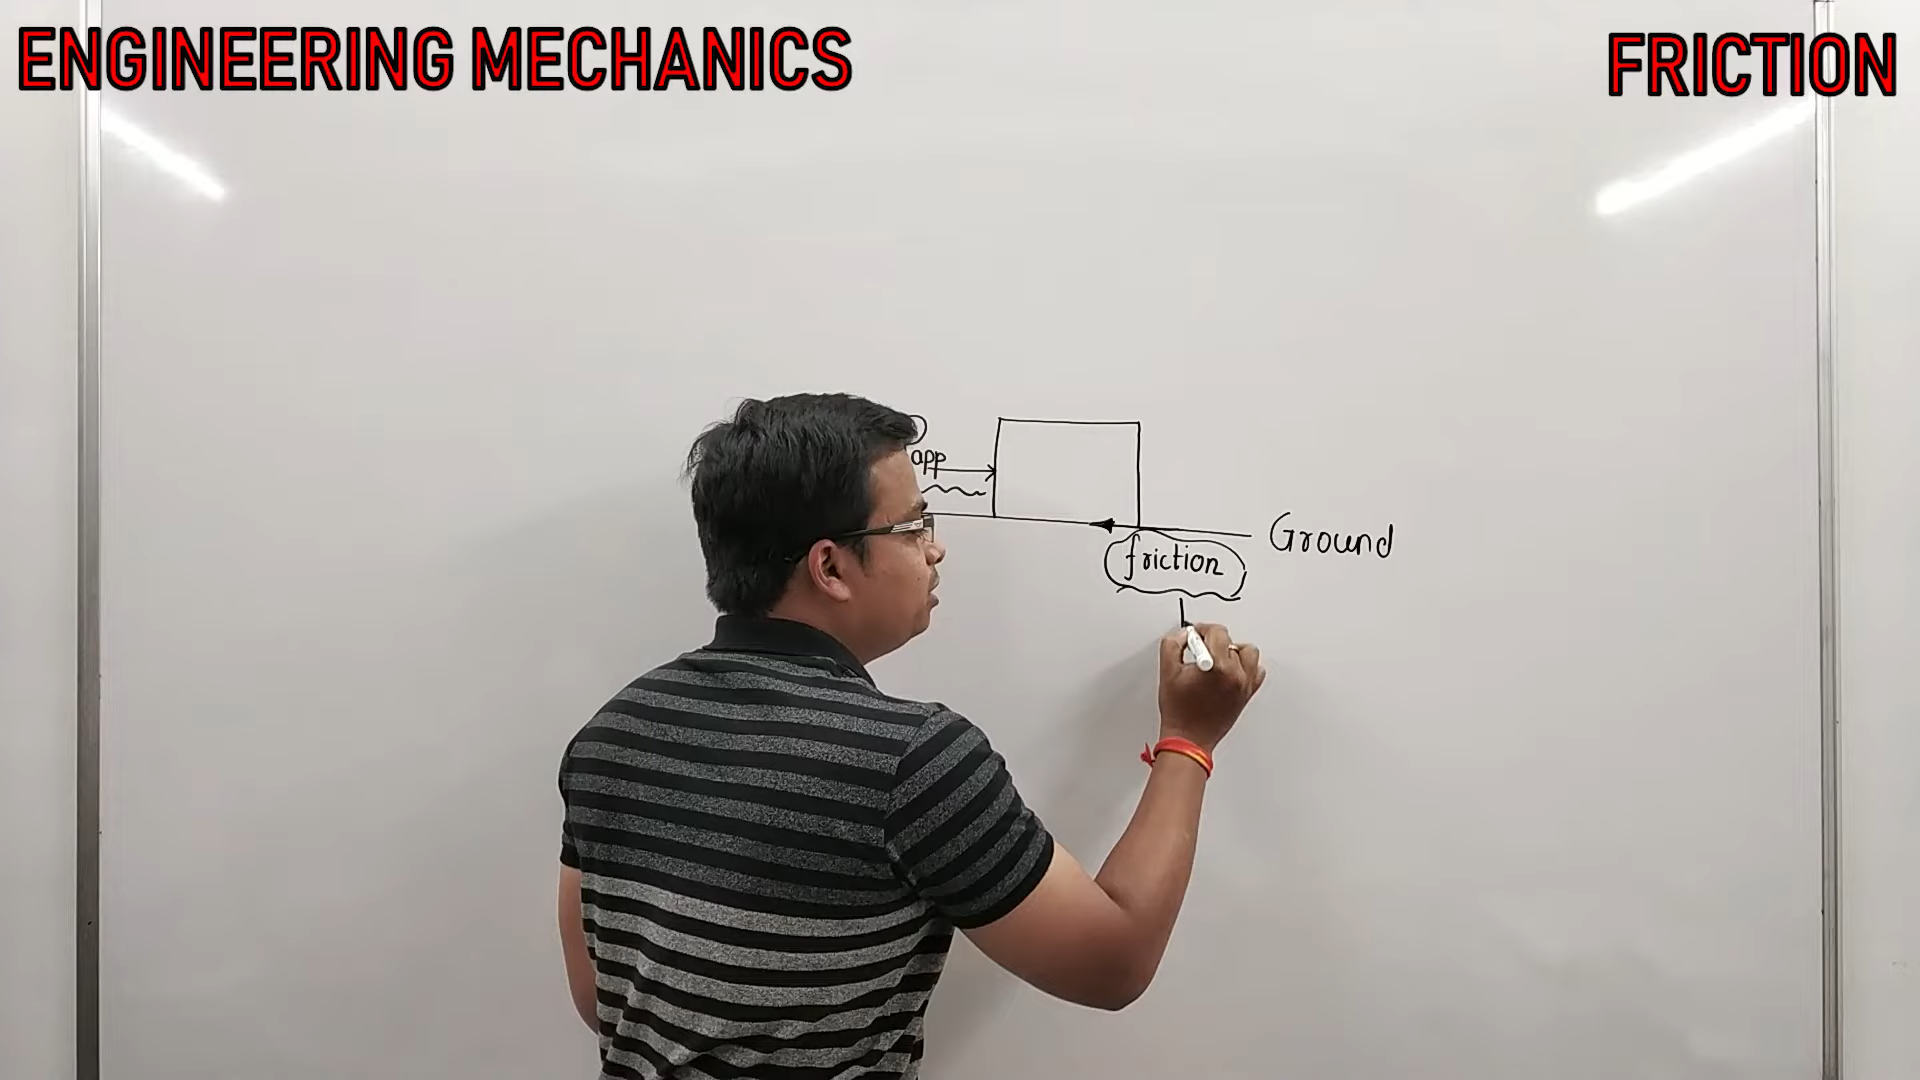 ENGINEERING MECHANICS
FRICTION
app
Ground
friction